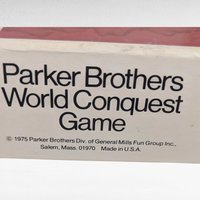 Parker Brothers
World Conquest
Game
© 1975 Parker Brothers Div. of General Mills Fun Group Inc.,
Salem, Mass. 01970 Made in U.S.A.